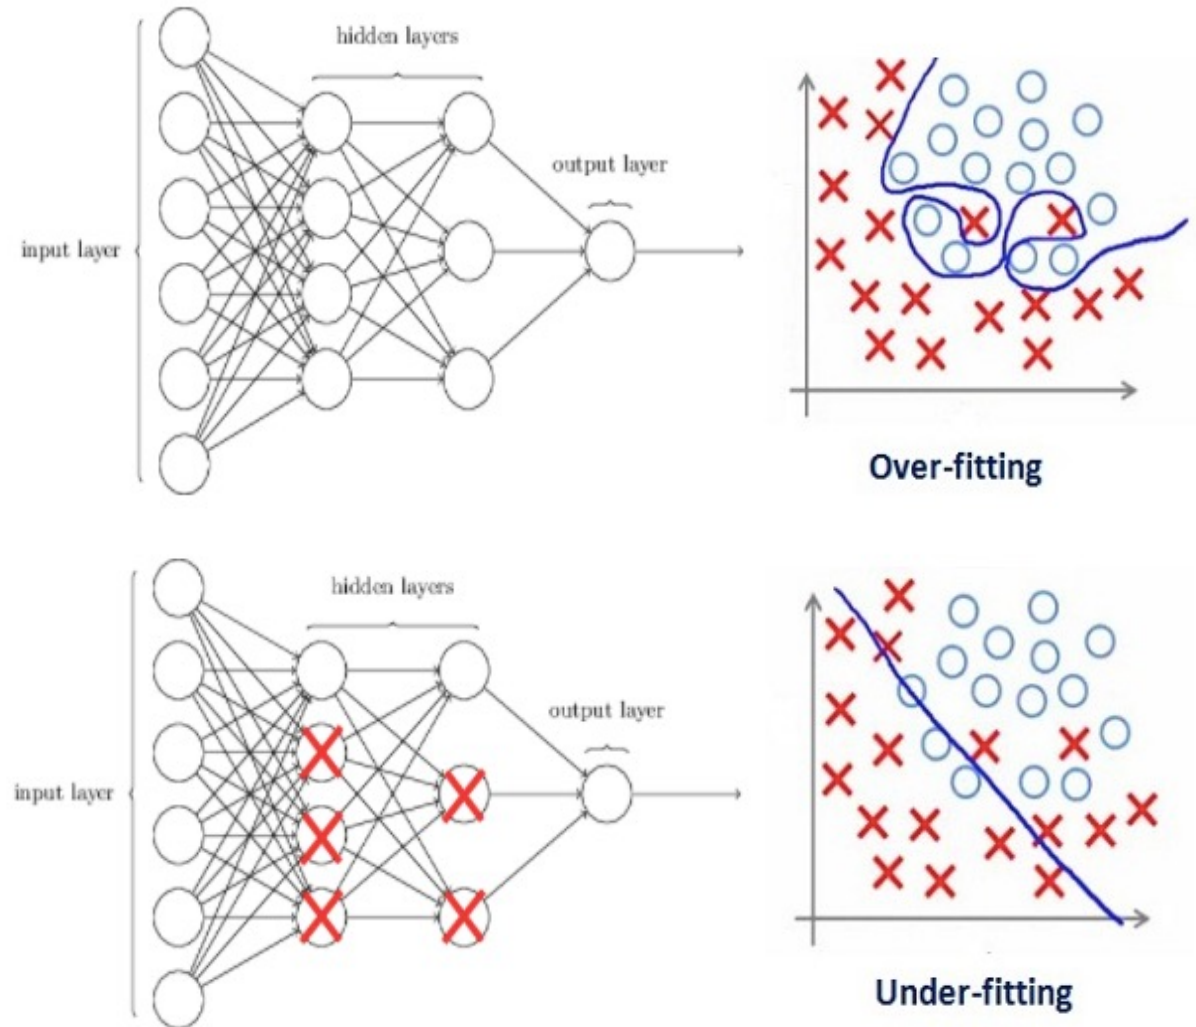 hidden layers
output layer
input layer
Over-fitting
hidden layers
output layer
input layer
Under-fitting